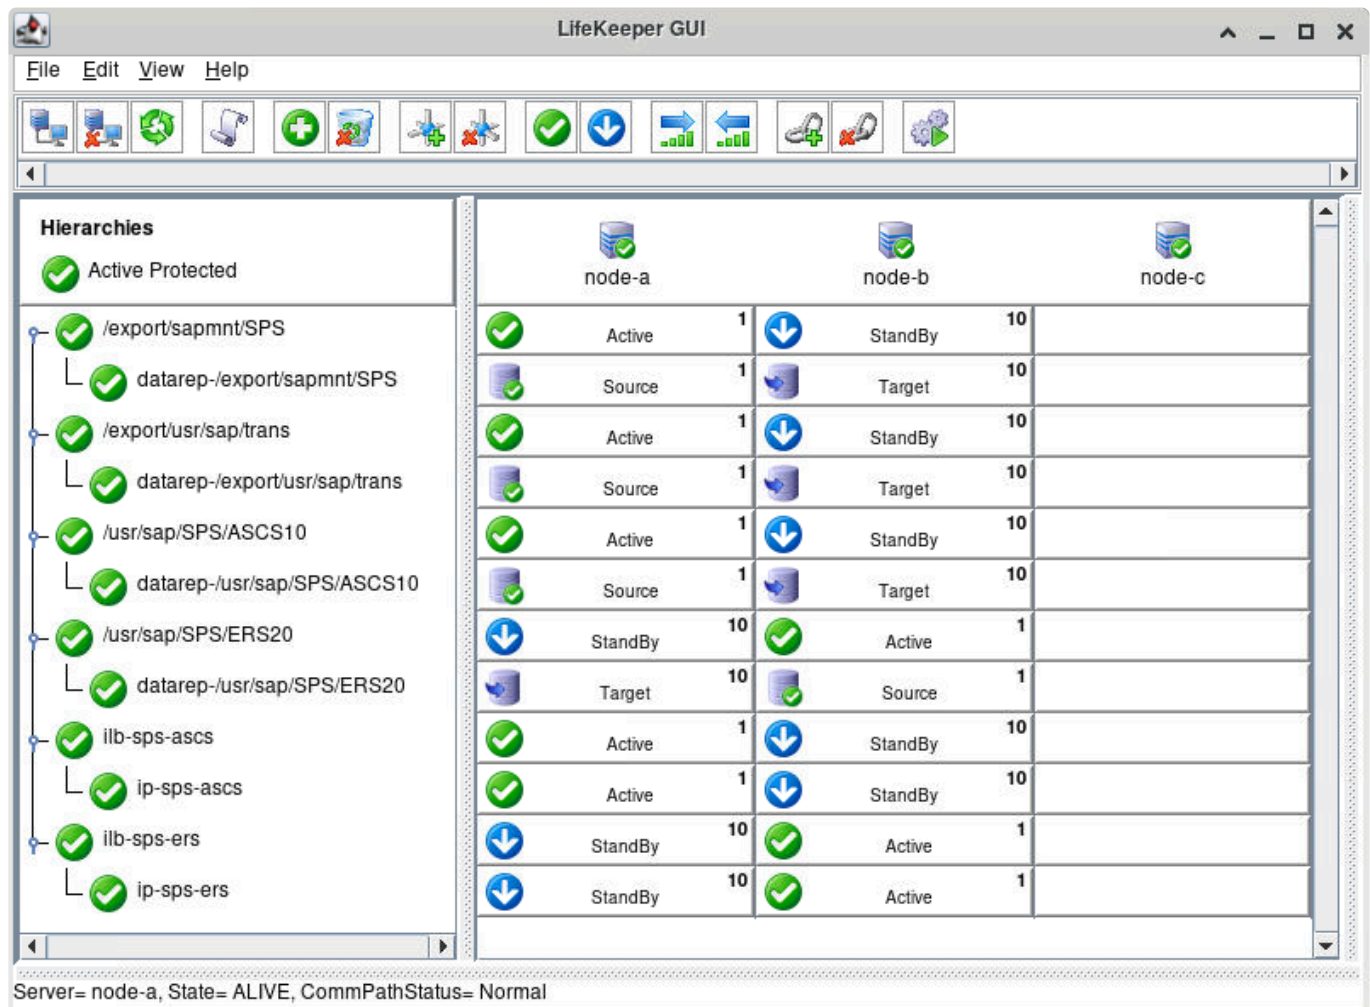 LifeKeeper GUI
File Edit View Help
Hierarchies
Active Protected
node-a node-b node-c
/export/sapmnt/SPS Active 1 StandBy 10
datarep-/export/sapmnt/SPS Source 1 Target 10
/export/usr/sap/trans Active 1 StandBy 10
datarep-/export/usr/sap/trans Source 1 Target 10
/usr/sap/SPS/ASCS10 Active 1 StandBy 10
datarep-/usr/sap/SPS/ASCS10 Source 1 Target 10
/usr/sap/SPS/ERS20 StandBy 10 Active 1
datarep-/usr/sap/SPS/ERS20 Target 10 Source 1
ilb-sps-ascs Active 1 StandBy 10
ip-sps-ascs Active 1 StandBy 10
ilb-sps-ers StandBy 10 Active 1
ip-sps-ers StandBy 10 Active 1
Server= node-a, State= ALIVE, CommPathStatus= Normal